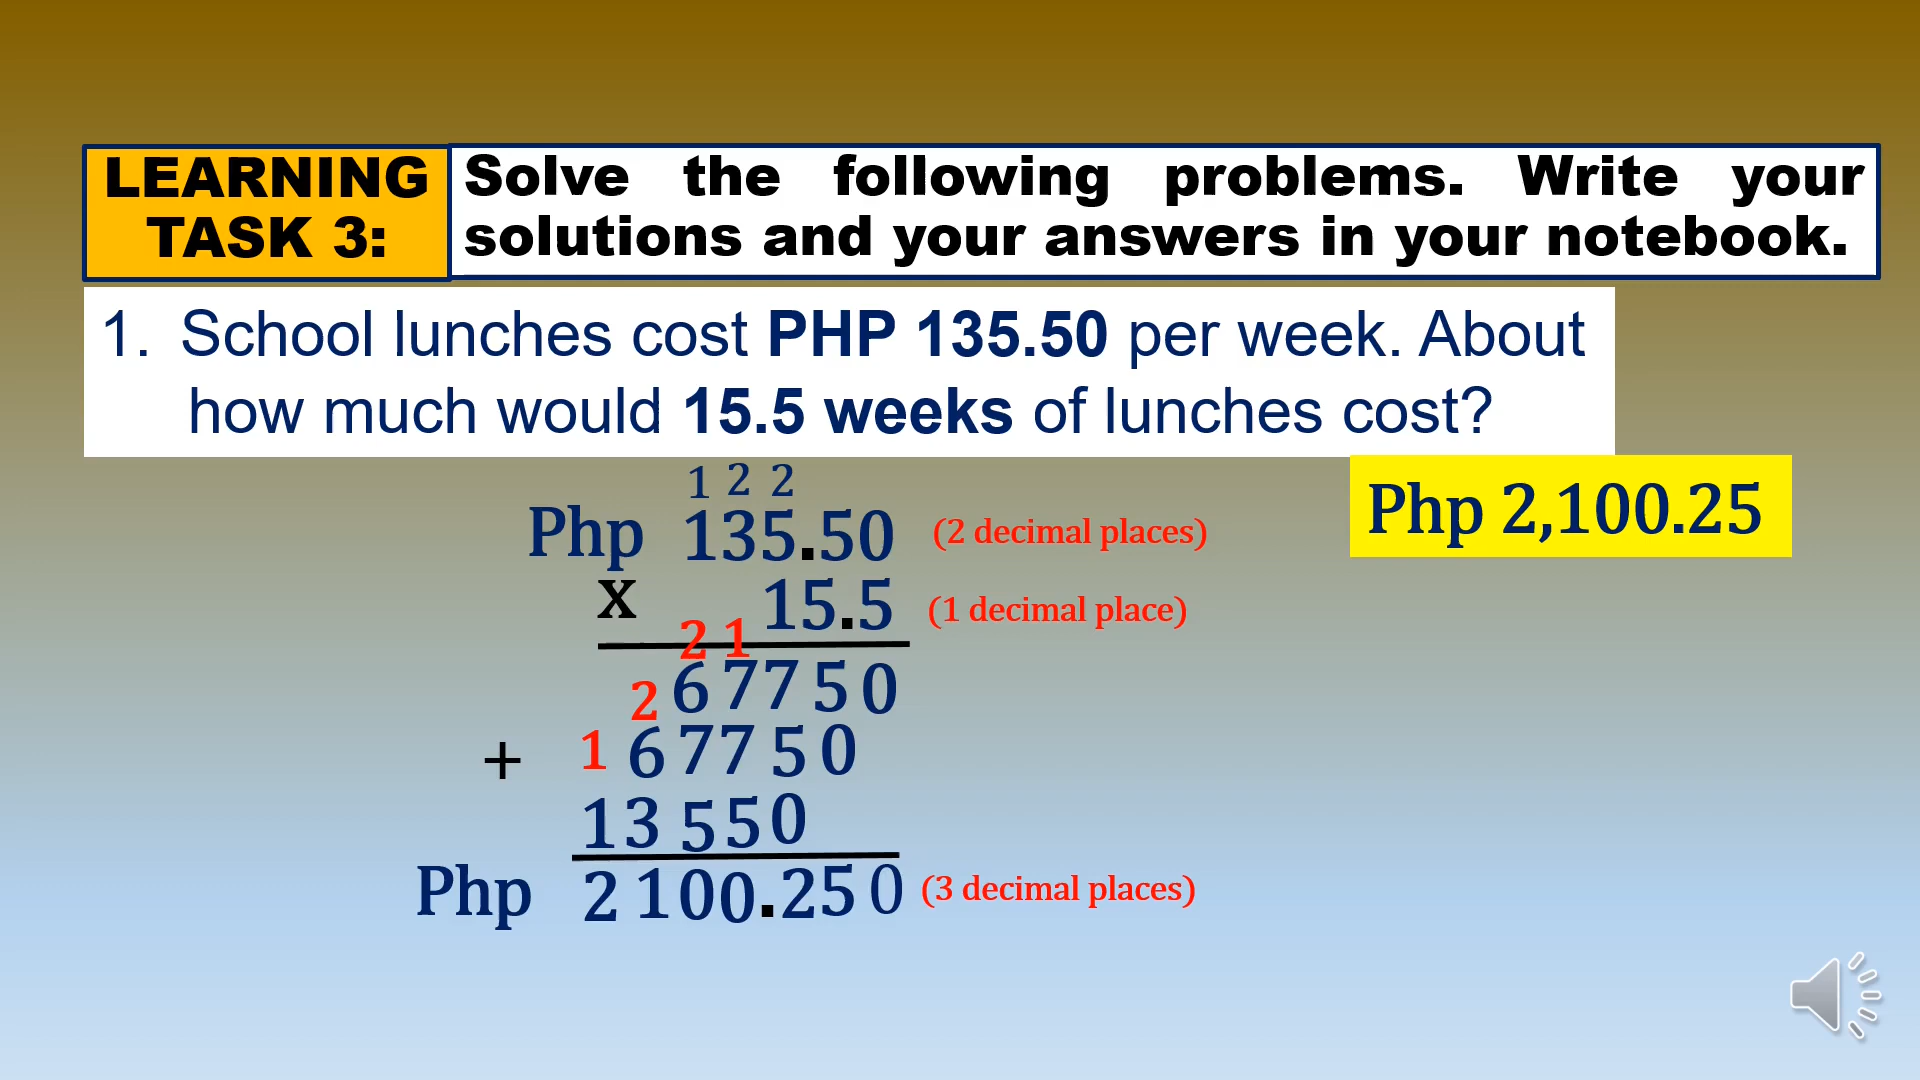 LEARNING
TASK 3:
Solve the following problems. Write your
solutions and your answers in your notebook.
1. School lunches cost PHP 135.50 per week. About
how much would 15.5 weeks of lunches cost?
Php 2,100.25
1 2 2
Php 135.50 (2 decimal places)
x 15.5 (1 decimal place)
2 1
67750
2
+ 67750
1
13550
Php 2100.250 (3 decimal places)